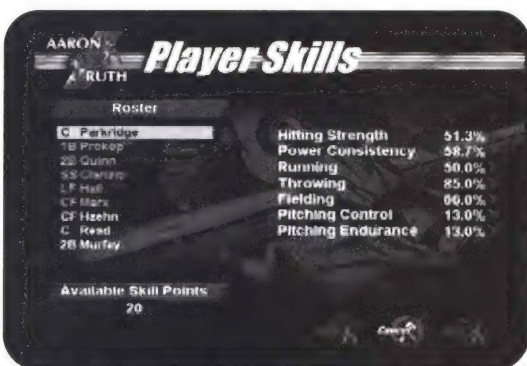 AARON
RUTH
Player Skills
Roster
C Parkridge
1B Prokop
2B Quinn
SS
LF Hall
CF Marx
CF Hzehn
C Read
2B Murfey
Hitting Strength 51.3%
Power Consistency 58.7%
Running 50.0%
Throwing 85.0%
Fielding 66.0%
Pitching Control 13.0%
Pitching Endurance 13.0%
Available Skill Points
20
Cancel